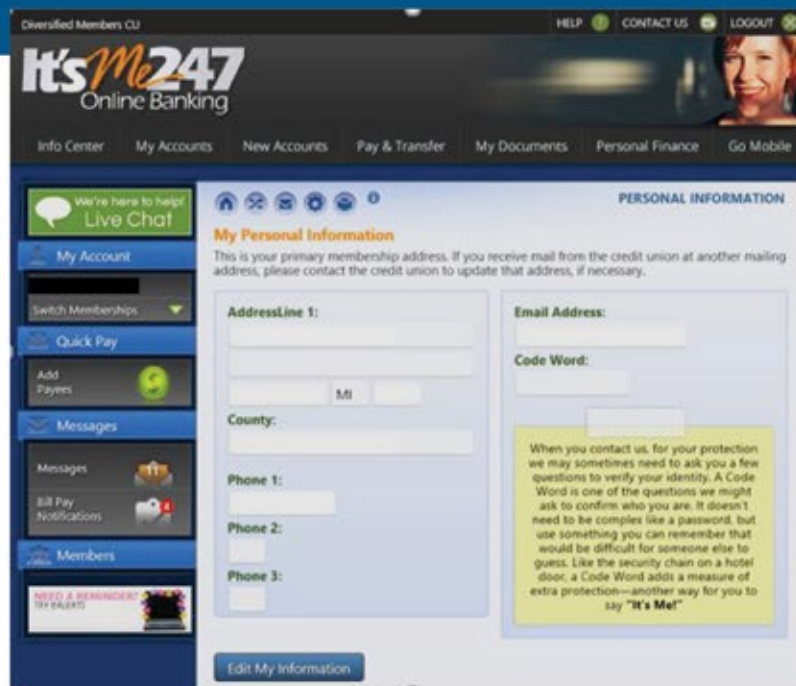 Diversified Members CU
HELP ? CONTACT US LOGOUT
It's Me 247
Online Banking
Info Center My Accounts New Accounts Pay & Transfer My Documents Personal Finance Go Mobile
We're here to help!
Live Chat
My Account
Switch Memberships
Quick Pay
Add
Payees
Messages
Messages 11
Bill Pay
Notifications 4
Members
NEED A REMINDER?
TRY EALERTS
PERSONAL INFORMATION
My Personal Information
This is your primary membership address. If you receive mail from the credit union at another mailing
address, please contact the credit union to update that address, if necessary.
AddressLine 1:
MI
County:
Phone 1:
Phone 2:
Phone 3:
Email Address:
Code Word:
When you contact us, for your protection
we may sometimes need to ask you a few
questions to verify your identity. A Code
Word is one of the questions we might
ask to confirm who you are. It doesn't
need to be complex like a password, but
use something you can remember that
would be difficult for someone else to
guess. Like the security chain on a hotel
door, a Code Word adds a measure of
extra protection—another way for you to
say "It's Me!"
Edit My Information